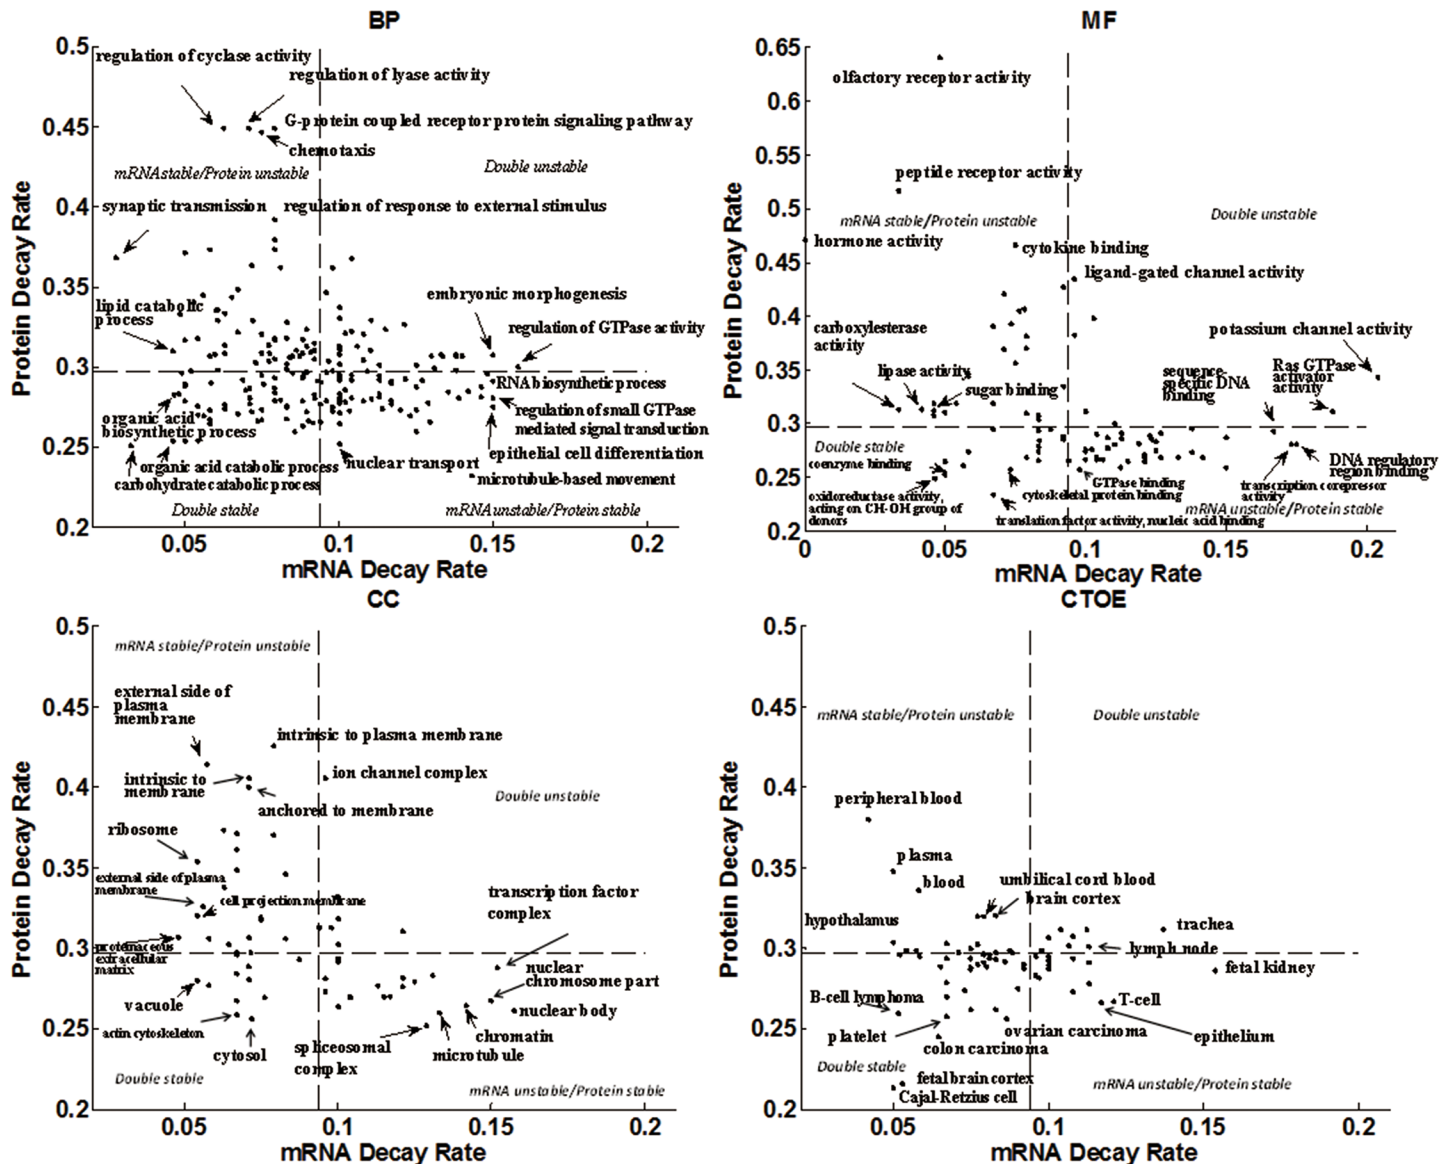 BP
0.5
0.45
0.4
0.35
0.3
0.25
0.2
Protein Decay Rate
regulation of cyclase activity
regulation of lyase activity
G-protein coupled receptor protein signaling pathway
chemotaxis
mRNA stable/Protein unstable
Double unstable
synaptic transmission
regulation of response to external stimulus
lipid catabolic
process
embryonic morphogenesis
regulation of GTPase activity
RNA biosynthetic process
regulation of small GTPase
mediated signal transduction
organic acid
biosynthetic process
epithelial cell differentiation
organic acid catabolic process
nuclear transport
carbohydrate catabolic process
microtubule-based movement
Double stable
mRNA unstable/Protein stable
0.05
0.1
0.15
0.2
mRNA Decay Rate
MF
0.65
0.6
0.55
0.5
0.45
0.4
0.35
0.3
0.25
0.2
Protein Decay Rate
olfactory receptor activity
peptide receptor activity
mRNA stable/Protein unstable
Double unstable
hormone activity
cytokine binding
ligand-gated channel activity
carboxylesterase
activity
potassium channel activity
lipase activity
sugar binding
sequence-
specific DNA
binding
Ras GTPase
activator
activity
Double stable
coenzyme binding
oxidoreductase activity,
acting on CH-OH group of
donors
GTPase binding
cytoskeletal protein binding
translation factor activity, nucleic acid binding
DNA regulatory
region binding
transcription corepressor
activity
mRNA unstable/Protein stable
0
0.05
0.1
0.15
0.2
mRNA Decay Rate
CC
0.5
0.45
0.4
0.35
0.3
0.25
0.2
Protein Decay Rate
mRNA stable/Protein unstable
external side of
plasma
membrane
intrinsic to plasma membrane
intrinsic to
membrane
ion channel complex
anchored to membrane
Double unstable
ribosome
external side of plasma
membrane
cell projection membrane
transcription factor
complex
proteinaceous
extracellular
matrix
nuclear
chromosome part
vacuole
nuclear body
actin cytoskeleton
cytosol
spliceosomal
complex
microtubule
chromatin
Double stable
mRNA unstable/Protein stable
0.05
0.1
0.15
0.2
mRNA Decay Rate
CTOE
0.5
0.45
0.4
0.35
0.3
0.25
0.2
Protein Decay Rate
mRNA stable/Protein unstable
Double unstable
peripheral blood
plasma
blood
umbilical cord blood
brain cortex
hypothalamus
trachea
lymph node
fetal kidney
B-cell lymphoma
T-cell
platelet
ovarian carcinoma
epithelium
colon carcinoma
Double stable
fetal brain cortex
Cajal-Retzius cell
mRNA unstable/Protein stable
0.05
0.1
0.15
0.2
mRNA Decay Rate